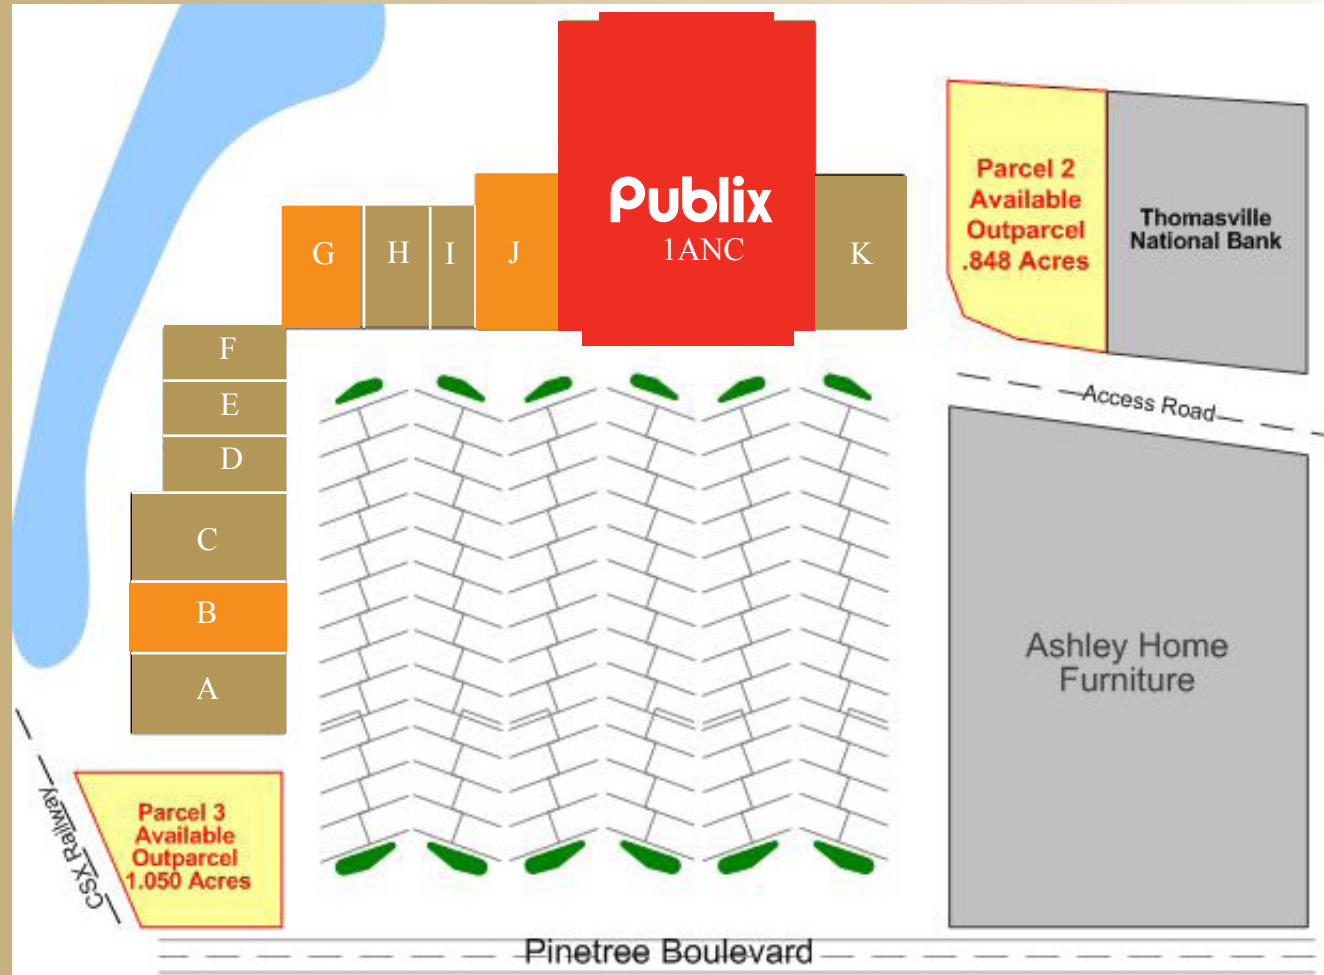 Publix
1ANC
G
H
I
J
K
Parcel 2
Available
Outparcel
.848 Acres
Thomasville
National Bank
F
E
D
C
B
A
Access Road
Ashley Home
Furniture
Parcel 3
Available
Outparcel
1.050 Acres
CSX Railway
Pinetree Boulevard